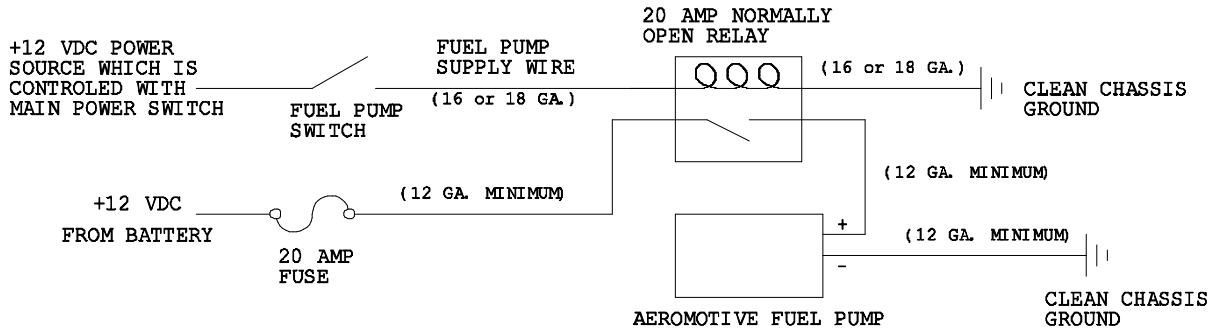 20 AMP NORMALLY
OPEN RELAY
+12 VDC POWER
SOURCE WHICH IS
CONTROLED WITH
MAIN POWER SWITCH
FUEL PUMP
SUPPLY WIRE
(16 or 18 GA.)
FUEL PUMP
SWITCH
(16 or 18 GA.)
CLEAN CHASSIS
GROUND
(12 GA. MINIMUM)
(12 GA. MINIMUM)
+12 VDC
FROM BATTERY
20 AMP
FUSE
+
-
(12 GA. MINIMUM)
CLEAN CHASSIS
GROUND
AEROMOTIVE FUEL PUMP